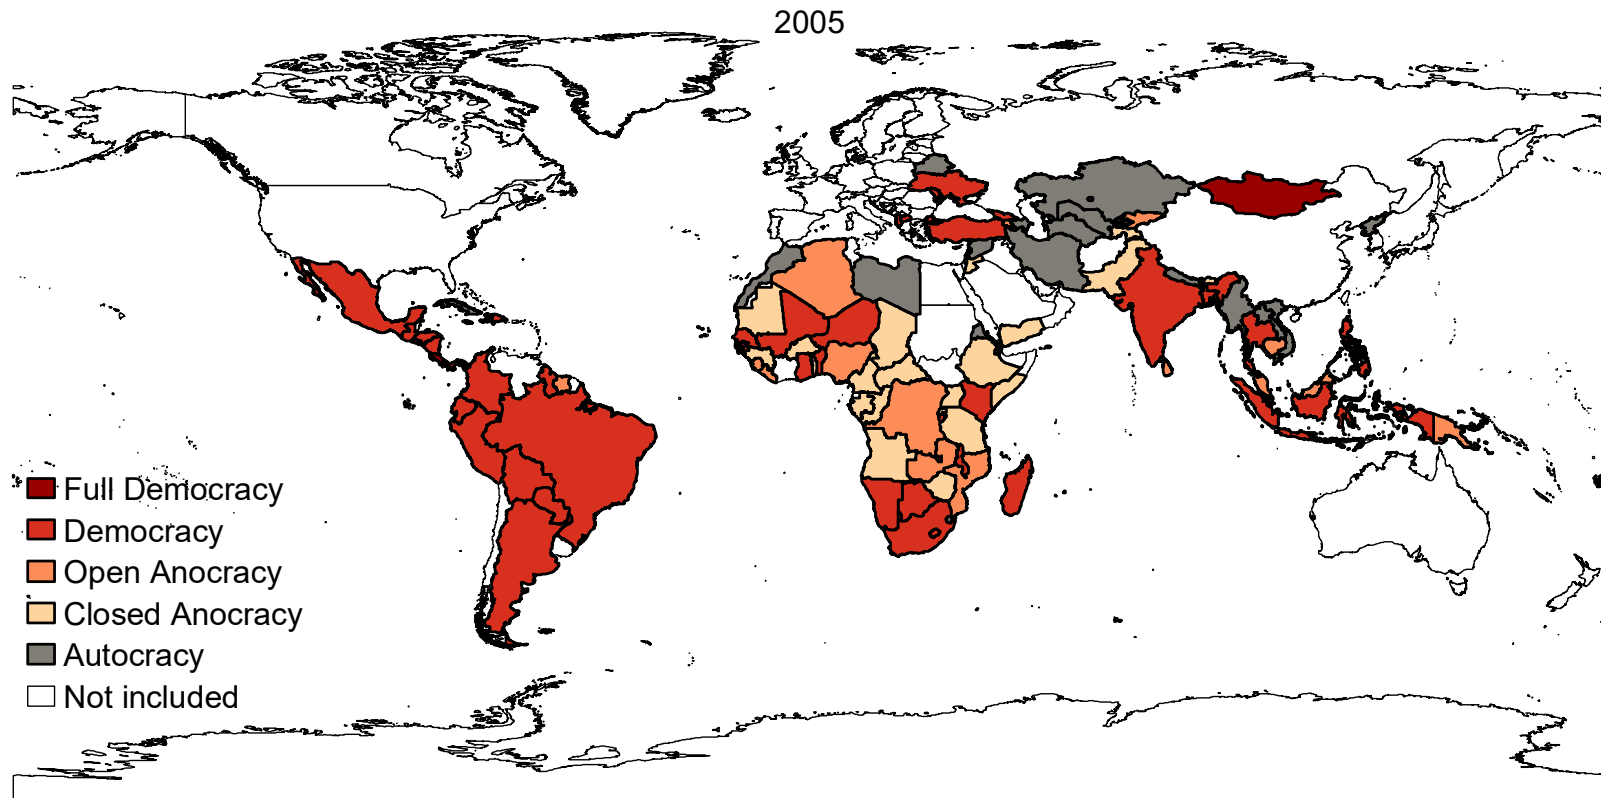 2005
Full Democracy
Democracy
Open Anocracy
Closed Anocracy
Autocracy
Not included